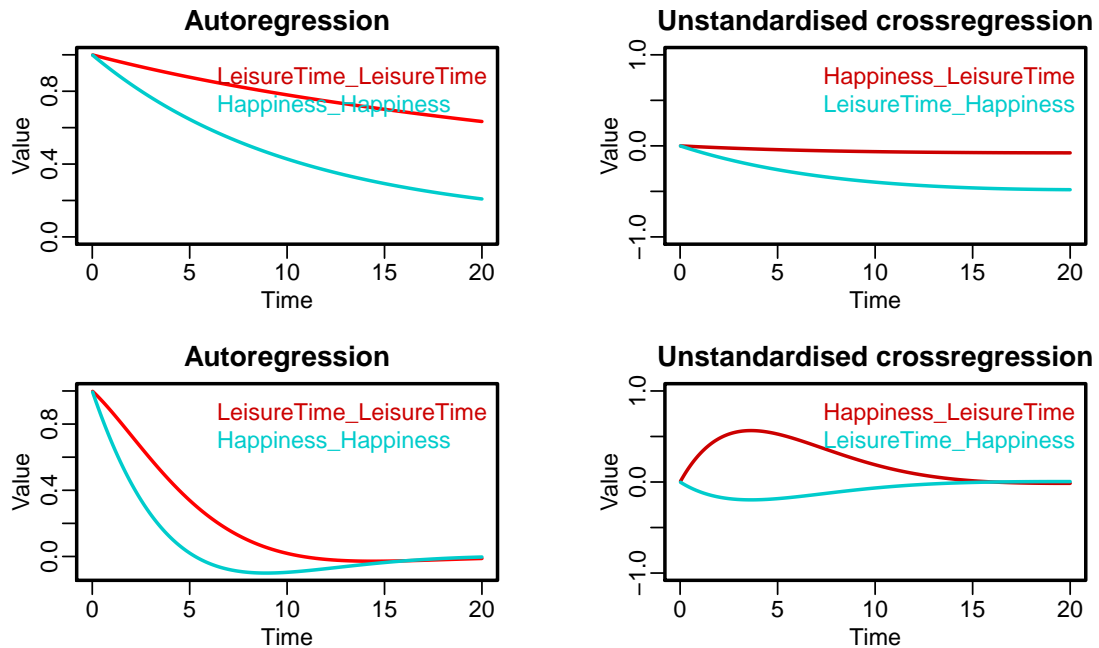 Autoregression
LeisureTime_LeisureTime
Happiness_Happiness
Value
0.0 0.4 0.8
0 5 10 15 20
Time
Unstandardised crossregression
Happiness_LeisureTime
LeisureTime_Happiness
Value
−1.0 0.0 1.0
0 5 10 15 20
Time
Autoregression
LeisureTime_LeisureTime
Happiness_Happiness
Value
0.0 0.4 0.8
0 5 10 15 20
Time
Unstandardised crossregression
Happiness_LeisureTime
LeisureTime_Happiness
Value
−1.0 0.0 1.0
0 5 10 15 20
Time